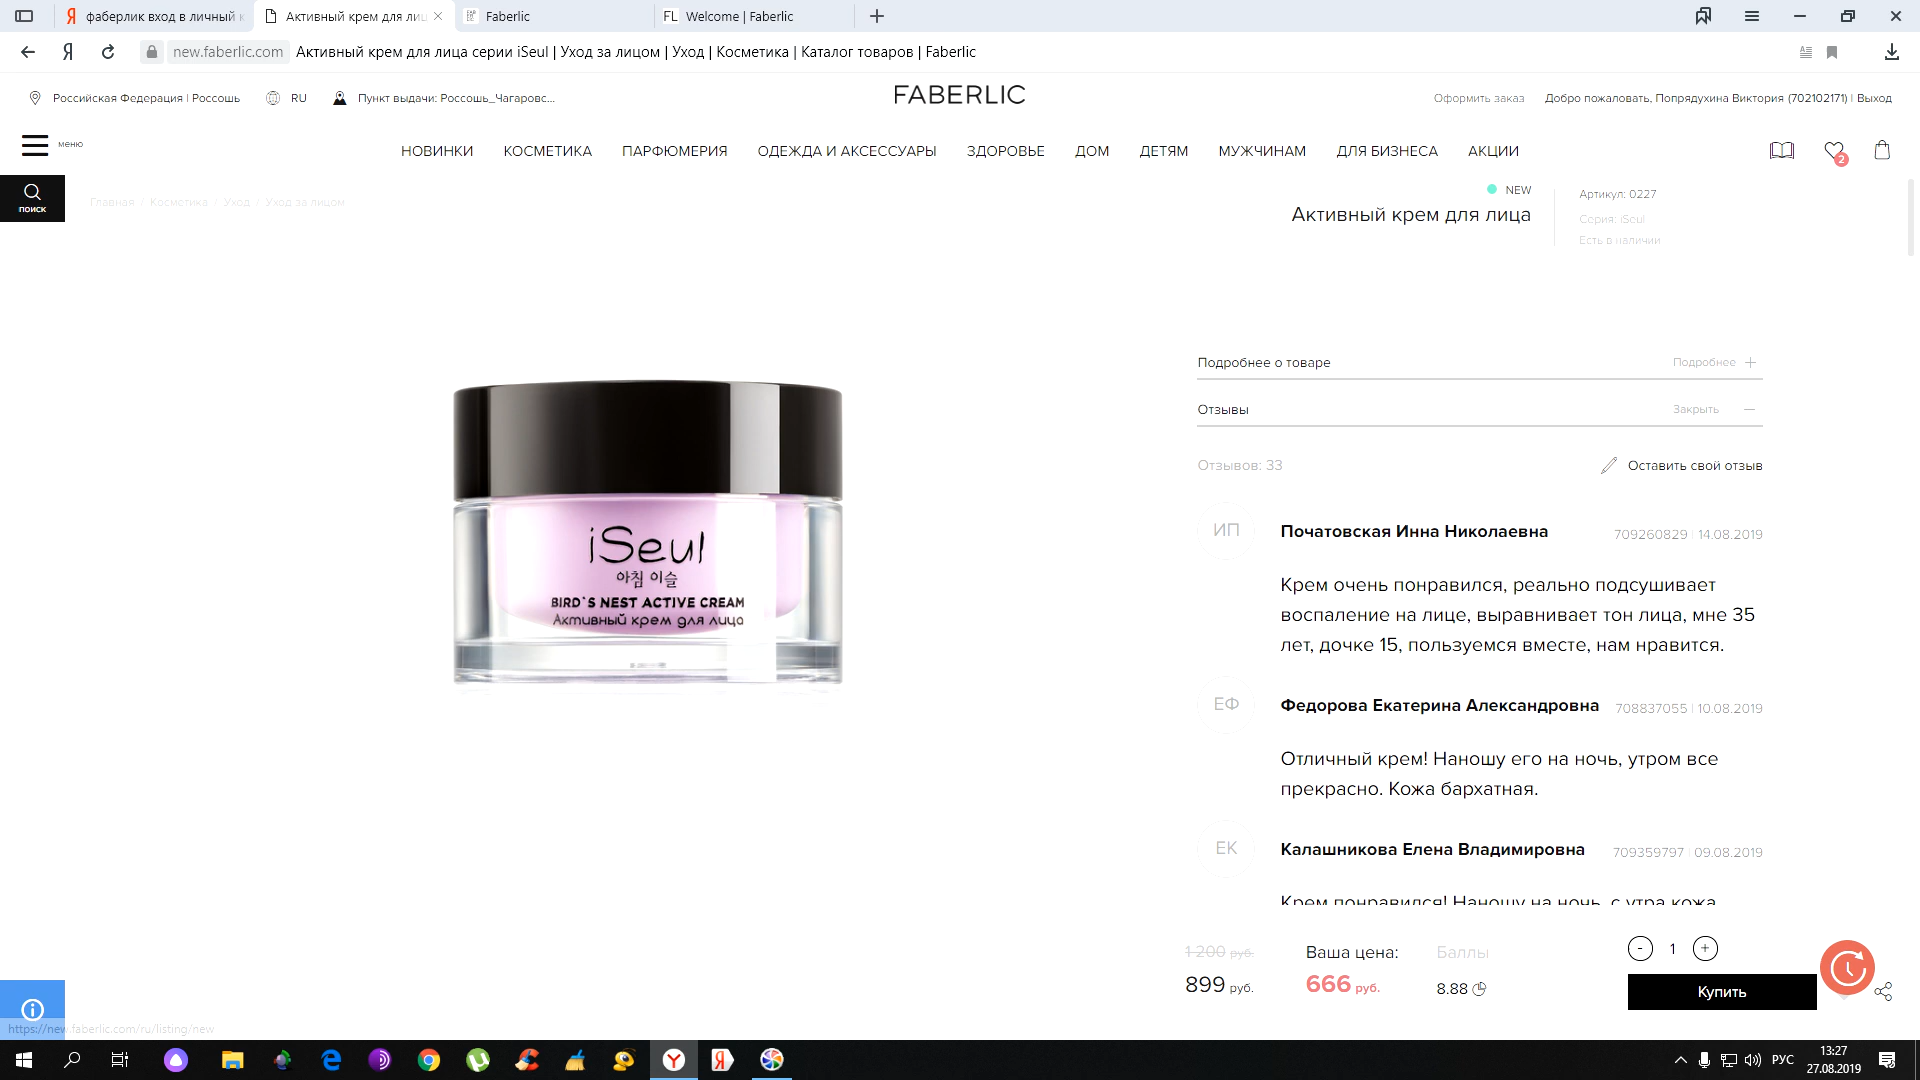 фаберлик вход в личный к
Активный крем для лиц
Faberlic
FL Welcome | Faberlic
new.faberlic.com Активный крем для лица серии iSeul | Уход за лицом | Уход | Косметика | Каталог товаров | Faberlic
Российская Федерация | Россошь
RU
Пункт выдачи: Россошь_Чагаровс...
FABERLIC
Оформить заказ
Добро пожаловать, Попрядухина Виктория (702102171) | Выход
меню
НОВИНКИ КОСМЕТИКА ПАРФЮМЕРИЯ ОДЕЖДА И АКСЕССУАРЫ ЗДОРОВЬЕ ДОМ ДЕТЯМ МУЖЧИНАМ ДЛЯ БИЗНЕСА АКЦИИ
2
ПОИСК
Главная / Косметика / Уход / Уход за лицом
NEW
Активный крем для лица
Артикул: 0227
Серия: iSeul
Есть в наличии
iSeul
아침 이슬
BIRD`S NEST ACTIVE CREAM
Активный крем для лица
Подробнее о товаре
Подробнее
Отзывы
Закрыть
Отзывов: 33
Оставить свой отзыв
ИП
Початовская Инна Николаевна
709260829 | 14.08.2019
Крем очень понравился, реально подсушивает
воспаление на лице, выравнивает тон лица, мне 35
лет, дочке 15, пользуемся вместе, нам нравится.
ЕФ
Федорова Екатерина Александровна
708837055 | 10.08.2019
Отличный крем! Наношу его на ночь, утром все
прекрасно. Кожа бархатная.
ЕК
Калашникова Елена Владимировна
709359797 | 09.08.2019
Крем понравился! Наношу на ночь, с утра кожа
1 200 руб.
899 руб.
Ваша цена:
666 руб.
Баллы
8.88
- 1 +
Купить
https://new.faberlic.com/ru/listing/new
РУС
13:27
27.08.2019